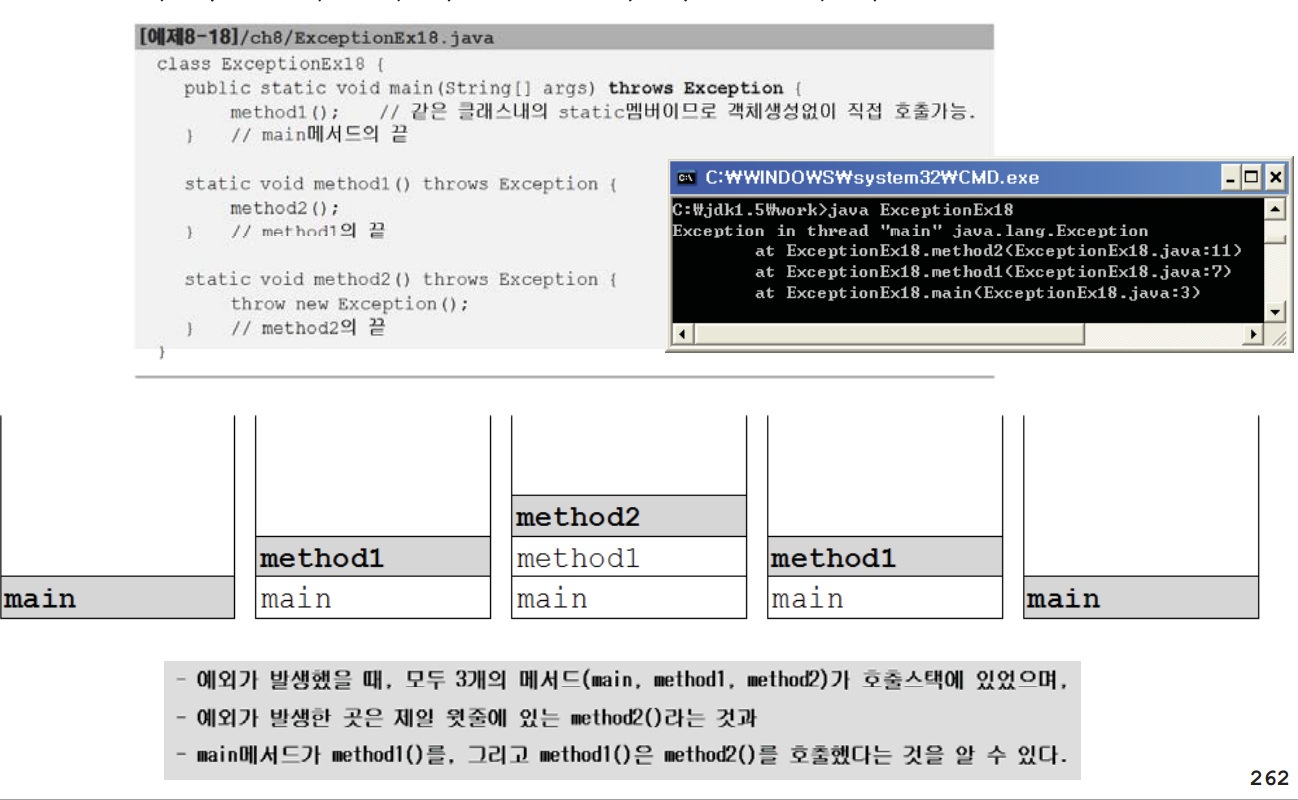 [예제8-18]/ch8/ExceptionEx18.java
class ExceptionEx18 {
public static void main(String[] args) throws Exception {
method1();    // 같은 클래스내의 static멤버이므로 객체생성없이 직접 호출가능.
}    // main메서드의 끝
static void method1() throws Exception {
method2();
}    // method1의 끝
static void method2() throws Exception {
throw new Exception();
}    // method2의 끝
}
C:\WINDOWS\system32\CMD.exe
C:\jdk1.5\work>java ExceptionEx18
Exception in thread "main" java.lang.Exception
at ExceptionEx18.method2(ExceptionEx18.java:11)
at ExceptionEx18.method1(ExceptionEx18.java:7)
at ExceptionEx18.main(ExceptionEx18.java:3)
main
method1
main
method2
method1
main
method1
main
main
- 예외가 발생했을 때, 모두 3개의 메서드(main, method1, method2)가 호출스택에 있었으며,
- 예외가 발생한 곳은 제일 윗줄에 있는 method2()라는 것과
- main메서드가 method1()를, 그리고 method1()은 method2()를 호출했다는 것을 알 수 있다.
262